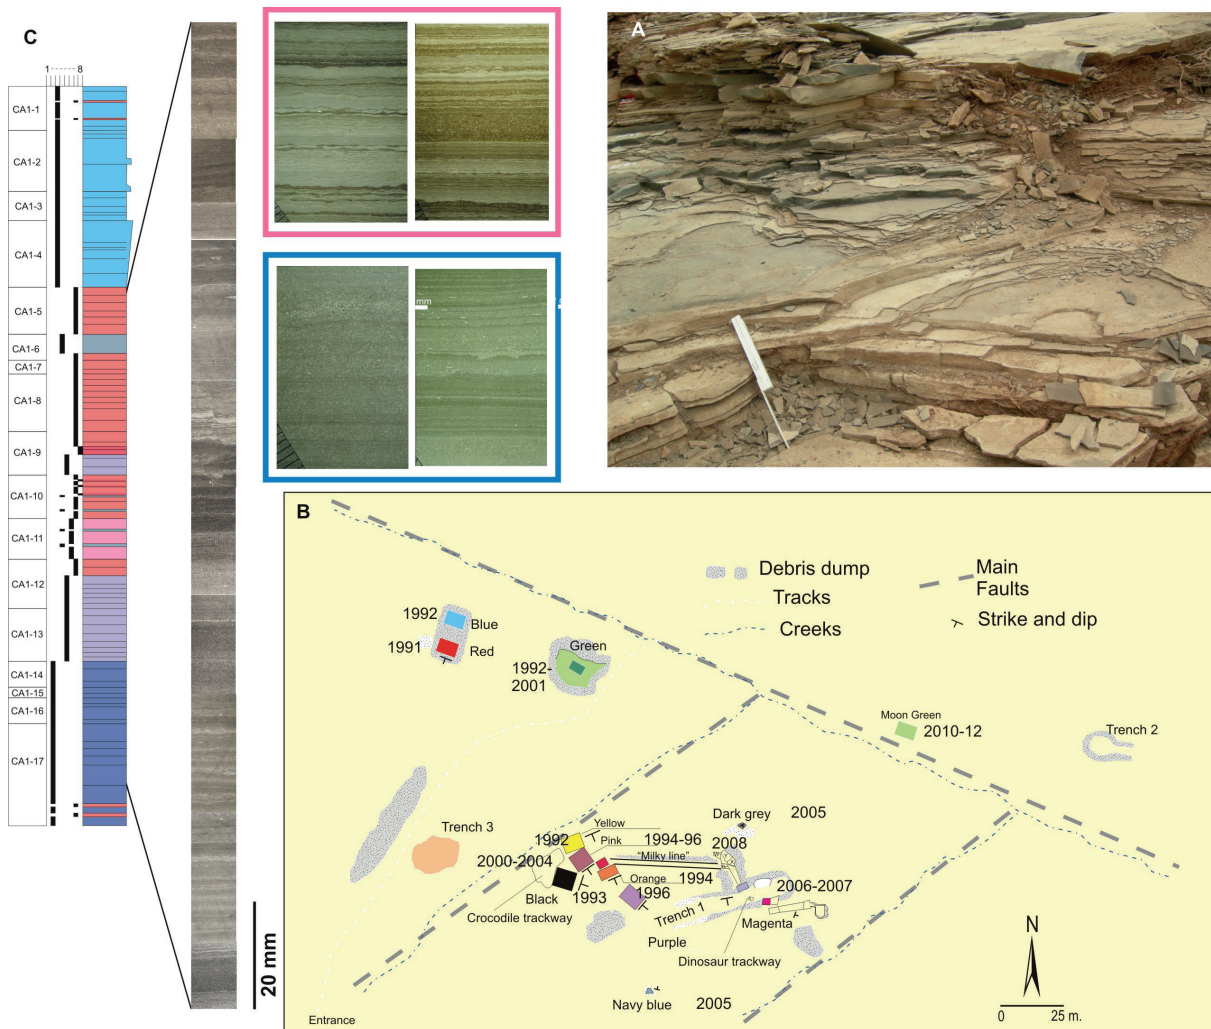 C
1 - - - - - - 8
CA1-1
CA1-2
CA1-3
CA1-4
CA1-5
CA1-6
CA1-7
CA1-8
CA1-9
CA1-10
CA1-11
CA1-12
CA1-13
CA1-14
CA1-15
CA1-16
CA1-17
20 mm
mm
A
B
Debris dump
Tracks
Creeks
Main
Faults
Strike and dip
1992
Blue
1991
Red
Green
1992-
2001
Moon Green
2010-12
Trench 2
Dark grey
2005
Trench 3
Yellow
1992
Pink
1994-96
2008
2000-2004
"Milky line"
Orange
1994
Black
1993
1996
2006-2007
Crocodile trackway
Trench 1
Magenta
Purple
Dinosaur trackway
Navy blue
2005
Entrance
N
0 25 m.